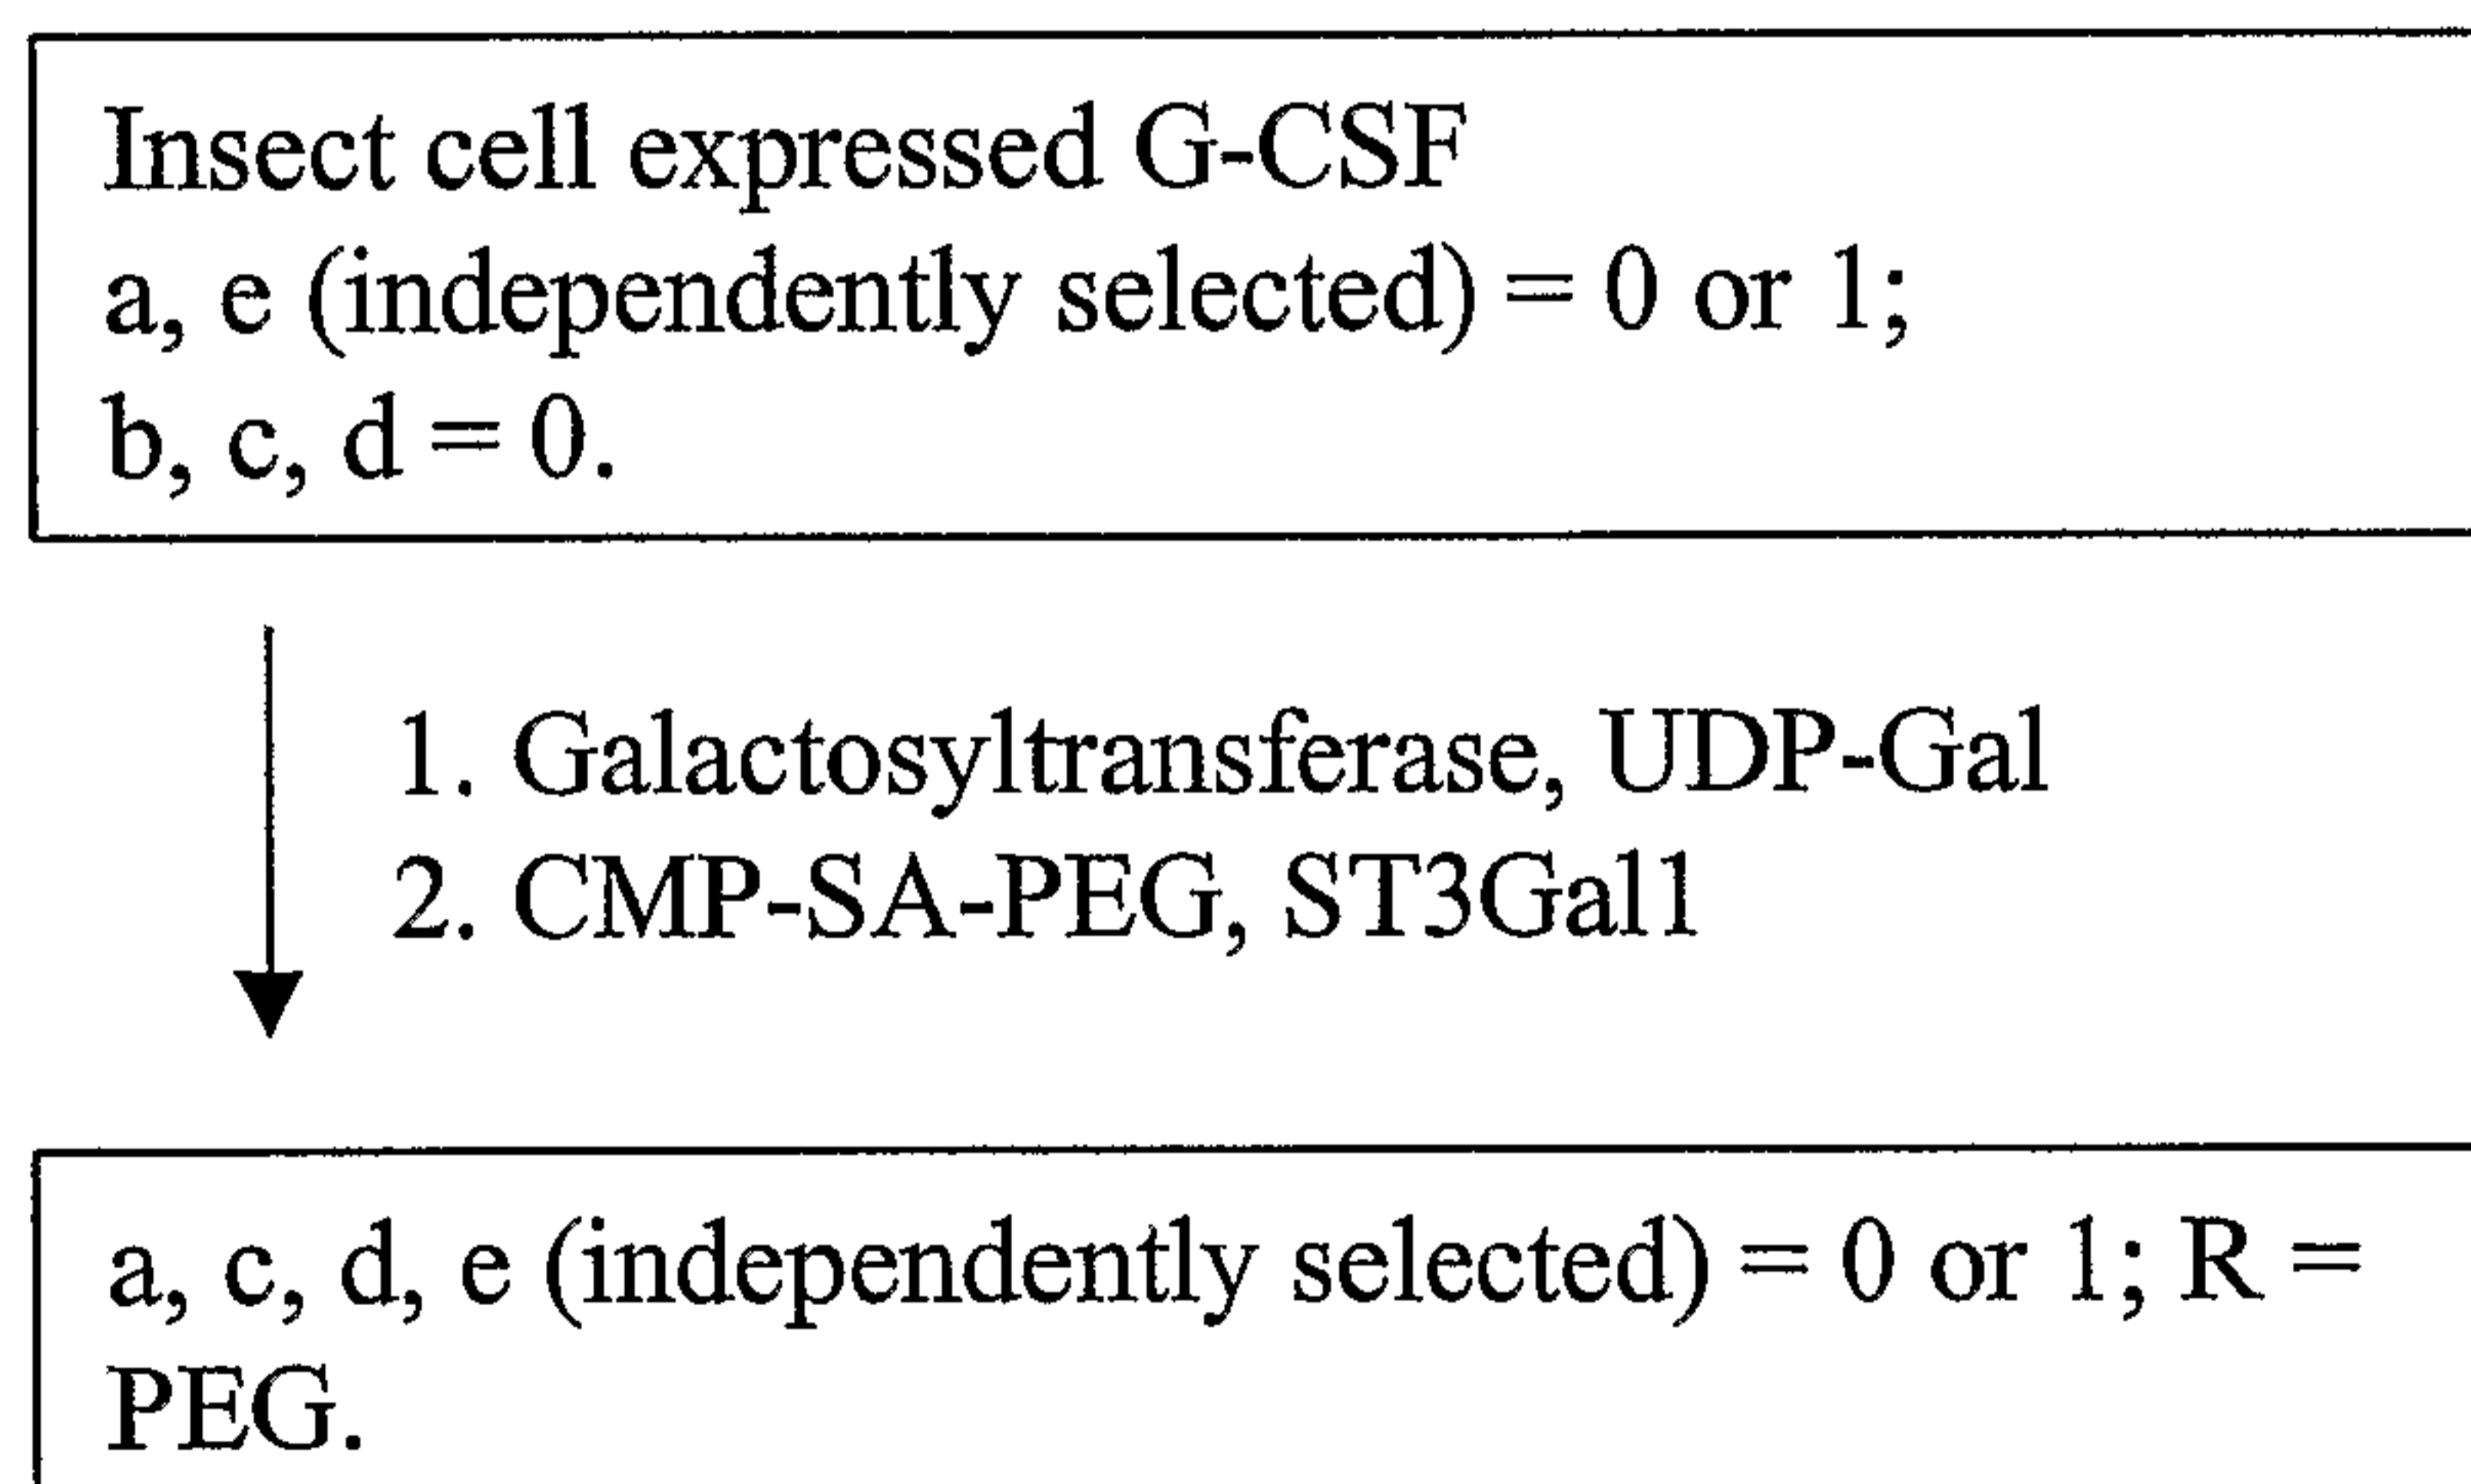 Insect cell expressed G-CSF
a, e (independently selected) = 0 or 1;
b, c, d = 0.
1. Galactosyltransferase, UDP-Gal
2. CMP-SA-PEG, ST3Gal1
a, c, d, e (independently selected) = 0 or 1; R =
PEG.